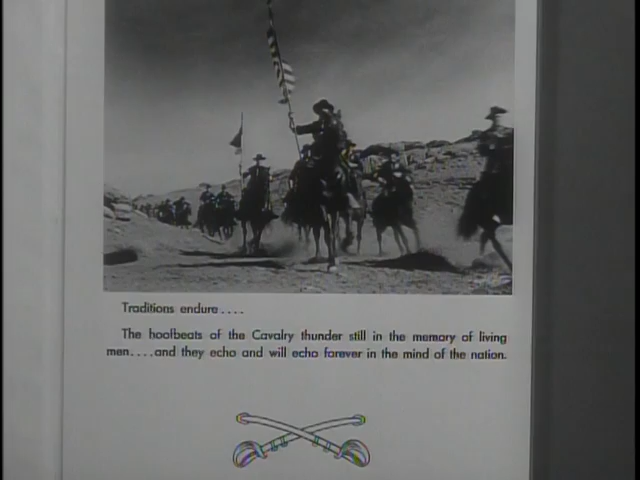 Traditions endure....
The hoofbeats of the Cavalry thunder still in the memory of living
men....and they echo and will echo forever in the mind of the nation.